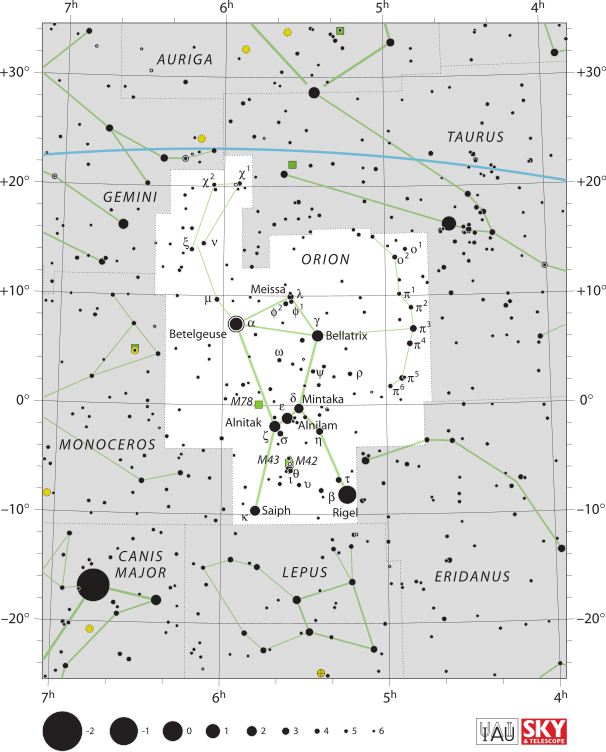 7h 6h 5h 4h
AURIGA
+30° +30°
TAURUS
+20° +20°
GEMINI
χ2 χ1
ξ ν
ORION
ο2 ο1
+10° +10°
μ Meissa λ
φ2 φ1
π1
π2
Betelgeuse α γ Bellatrix π3
π4
ω
ψ ρ π5
π6
0° 0°
M78 δ Mintaka
ε
Alnitak Alnilam
ζ σ η
MONOCEROS
M43 M42
θ
ι υ τ
β
Rigel
−10° −10°
κ Saiph
CANIS
MAJOR
LEPUS
ERIDANUS
−20° −20°
7h 6h 5h 4h
-2 -1 0 1 2 3 4 5 6
IAU
SKY
& TELESCOPE